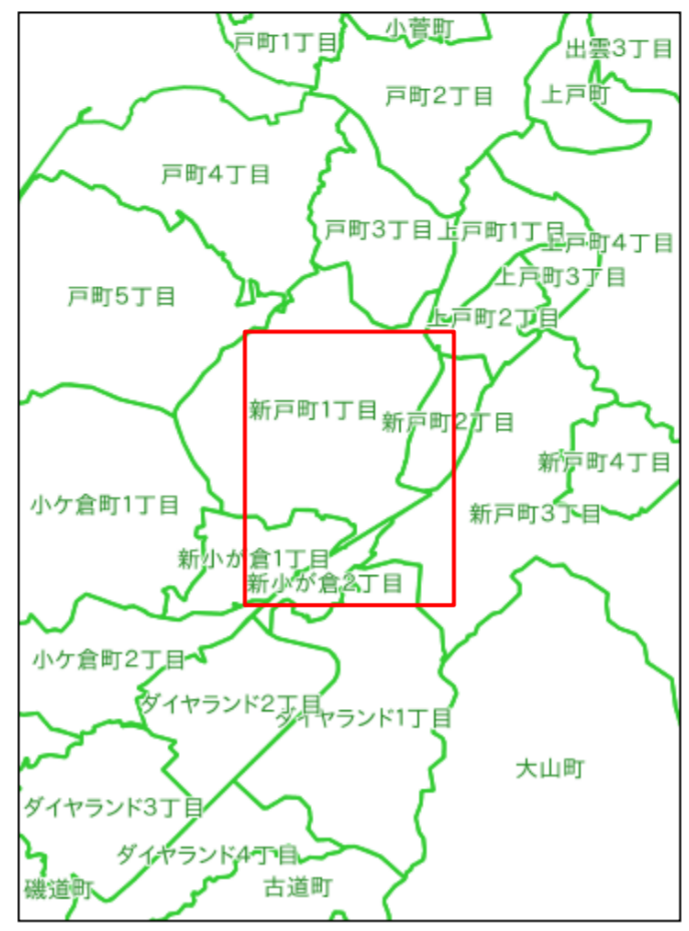 小菅町
戸町1丁目
出雲3丁目
戸町2丁目
上戸町
戸町4丁目
戸町3丁目
上戸町1丁目
上戸町4丁目
上戸町3丁目
戸町5丁目
上戸町2丁目
新戸町1丁目
新戸町2丁目
新戸町4丁目
小ケ倉町1丁目
新戸町3丁目
新小が倉1丁目
新小が倉2丁目
小ケ倉町2丁目
ダイヤランド2丁目
ダイヤランド1丁目
大山町
ダイヤランド3丁目
ダイヤランド4丁目
磯道町
古道町